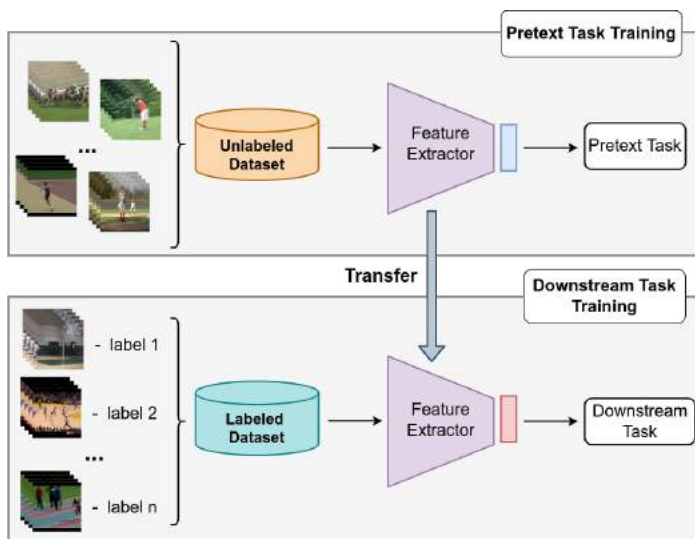 Pretext Task Training
...
Unlabeled
Dataset
Feature
Extractor
Pretext Task
Transfer
Downstream Task
Training
- label 1
- label 2
...
- label n
Labeled
Dataset
Feature
Extractor
Downstream
Task